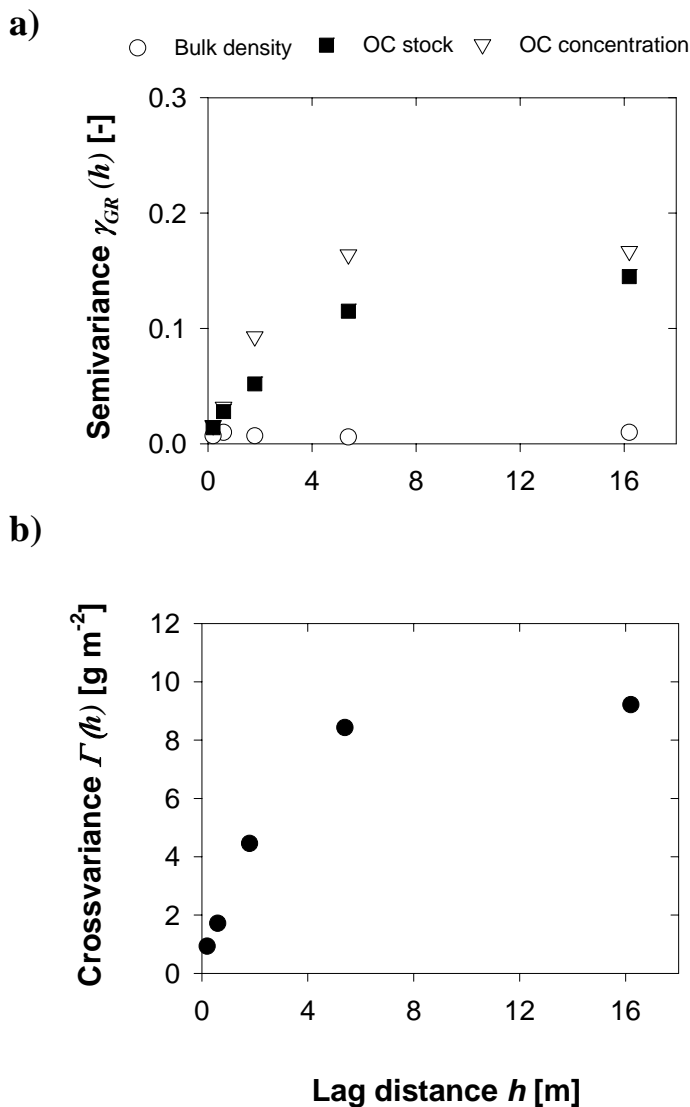 a)
Bulk density OC stock OC concentration
Semivariance γGR (h) [-]
0.3
0.2
0.1
0.0
0 4 8 12 16
b)
Crossvariance Γ(h) [g m-2]
12
10
8
6
4
2
0
0 4 8 12 16
Lag distance h [m]